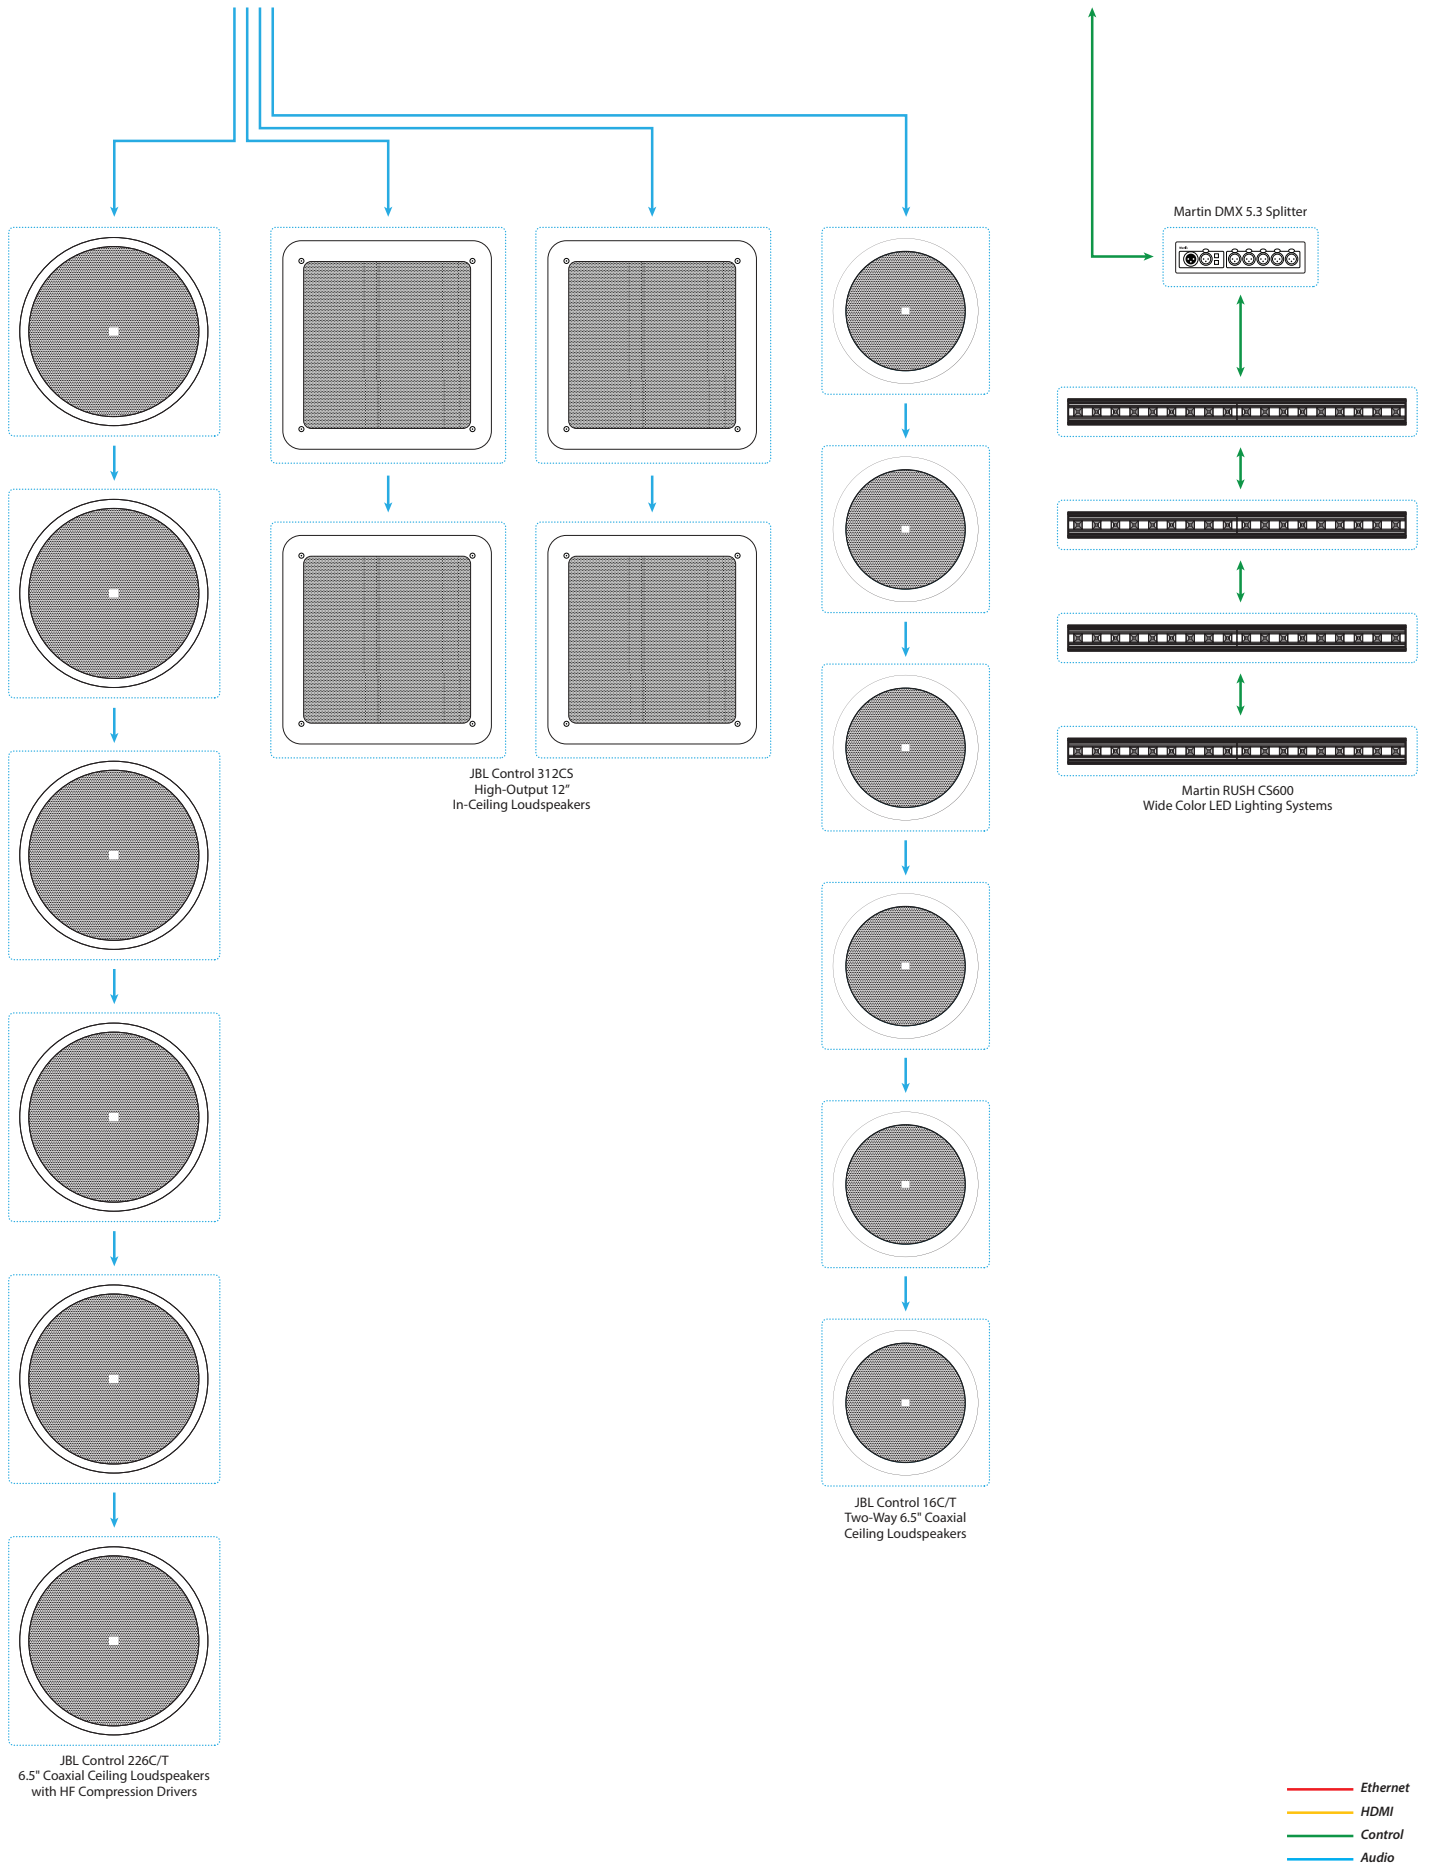 Martin DMX 5.3 Splitter
JBL Control 312CS
High-Output 12”
In-Ceiling Loudspeakers
Martin RUSH CS600
Wide Color LED Lighting Systems
JBL Control 16C/T
Two-Way 6.5" Coaxial
Ceiling Loudspeakers
JBL Control 226C/T
6.5" Coaxial Ceiling Loudspeakers
with HF Compression Drivers
Ethernet
HDMI
Control
Audio